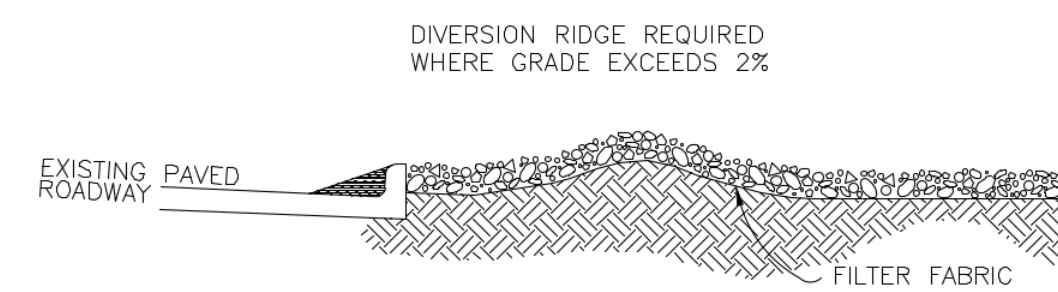 DIVERSION RIDGE REQUIRED
WHERE GRADE EXCEEDS 2%
EXISTING PAVED
ROADWAY
FILTER FABRIC